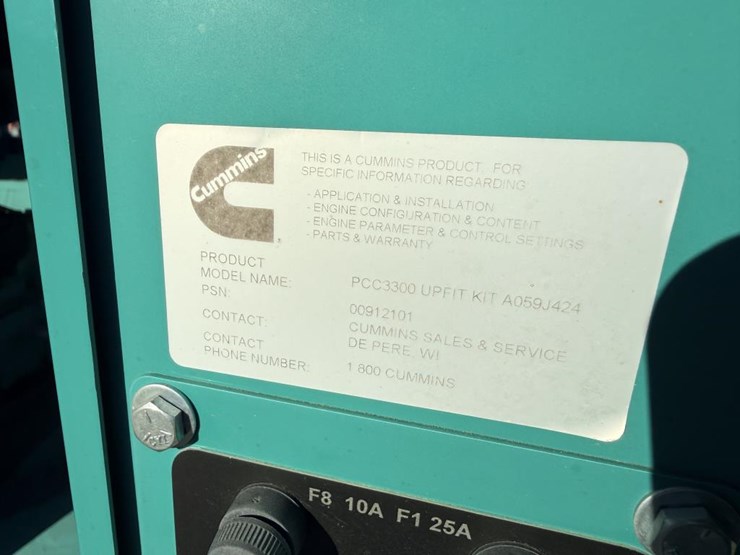 Cummins
THIS IS A CUMMINS PRODUCT. FOR
SPECIFIC INFORMATION REGARDING
- APPLICATION & INSTALLATION
- ENGINE CONFIGURATION & CONTENT
- ENGINE PARAMETER & CONTROL SETTINGS
- PARTS & WARRANTY
PRODUCT
MODEL NAME: PCC3300 UPFIT KIT A059J424
PSN: 00912101
CONTACT: CUMMINS SALES & SERVICE
DE PERE, WI
CONTACT
PHONE NUMBER: 1 800 CUMMINS
F8 10A F1 25A